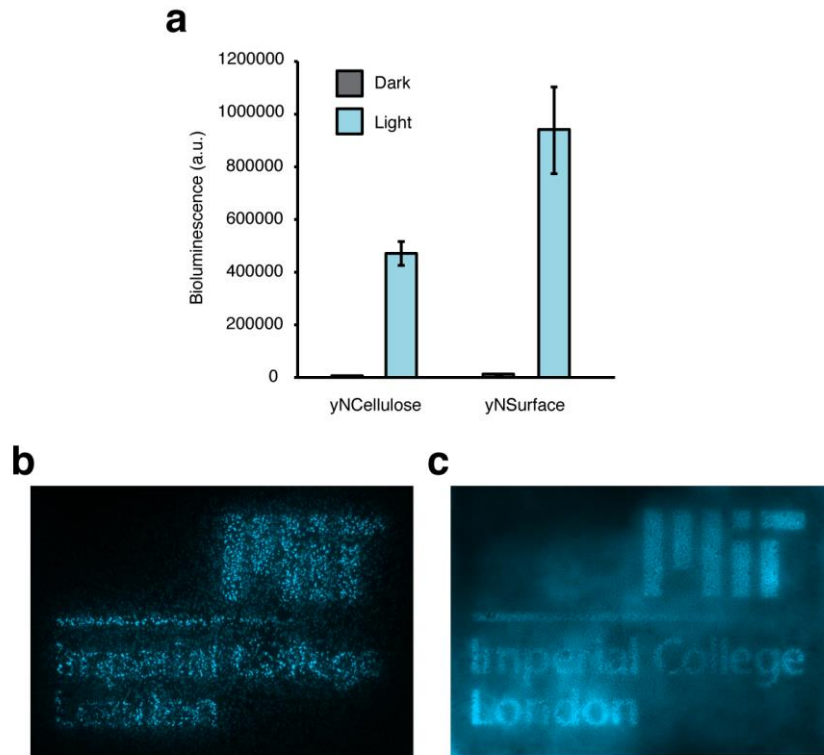 a
1200000
1000000
800000
600000
400000
200000
0
Bioluminescence (a.u.)
Dark
Light
yNCellulose
yNSurface
b
MIT
Imperial College
London
c
MIT
Imperial College
London